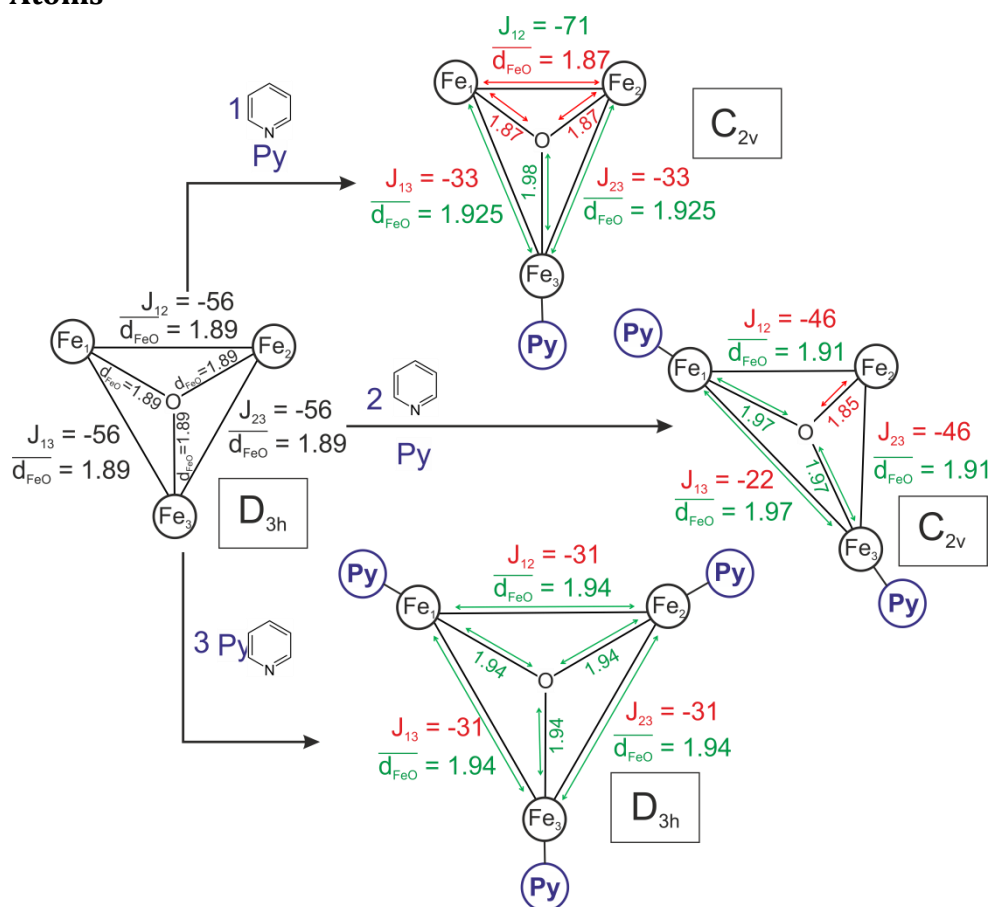 Atoms
J12 = -71
dFeO = 1.87
Fe1
Fe2
1
N
Py
1.87
1.87
O
C2v
J13 = -33
dFeO = 1.925
1.98
J23 = -33
dFeO = 1.925
Fe3
Py
J12 = -56
dFeO = 1.89
Fe1
Fe2
dFeO=1.89
dFeO=1.89
O
dFeO=1.89
J13 = -56
dFeO = 1.89
J23 = -56
dFeO = 1.89
Fe3
D3h
2
N
Py
Py
J12 = -46
dFeO = 1.91
Fe1
Fe2
1.97
O
1.85
J23 = -46
dFeO = 1.91
1.97
J13 = -22
dFeO = 1.97
Fe3
C2v
Py
3 Py
N
Py
J12 = -31
dFeO = 1.94
Py
Fe1
Fe2
1.94
1.94
O
J13 = -31
dFeO = 1.94
1.94
J23 = -31
dFeO = 1.94
Fe3
D3h
Py